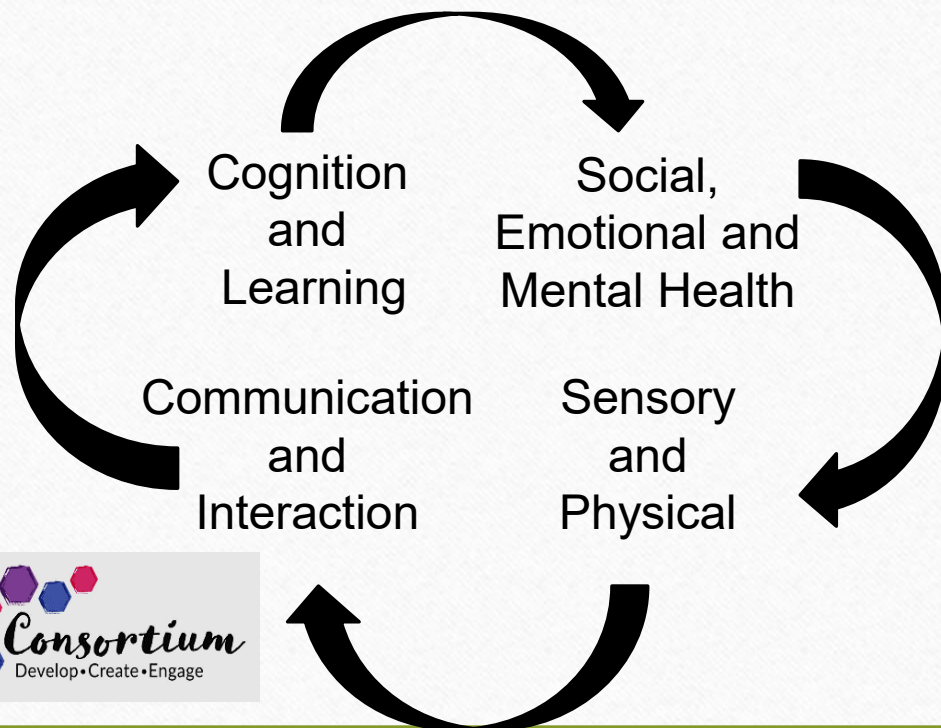 Cognition
and
Learning
Social,
Emotional and
Mental Health
Communication
and
Interaction
Sensory
and
Physical
Consortium
Develop•Create•Engage